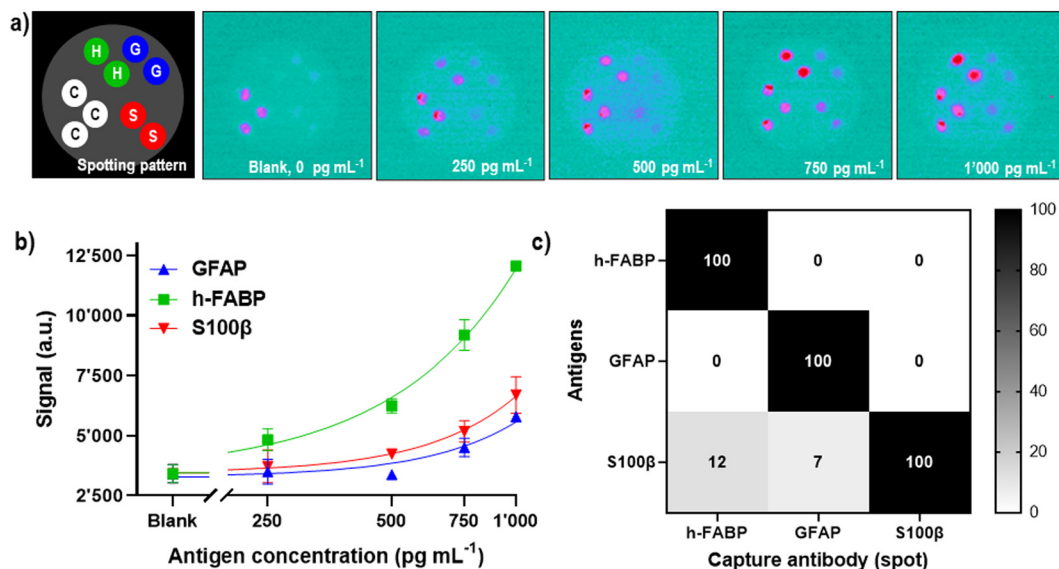 a)
H
G
H
G
C
C
C
S
S
Spotting pattern
Blank, 0 pg mL⁻¹
250 pg mL⁻¹
500 pg mL⁻¹
750 pg mL⁻¹
1'000 pg mL⁻¹
b)
12'500
10'000
7'500
5'000
2'500
Signal (a.u.)
GFAP
h-FABP
S100β
Blank
250
500
750
1'000
Antigen concentration (pg mL⁻¹)
c)
Antigens
h-FABP
100
0
0
GFAP
0
100
0
S100β
12
7
100
h-FABP
GFAP
S100β
Capture antibody (spot)
100
80
60
40
20
0